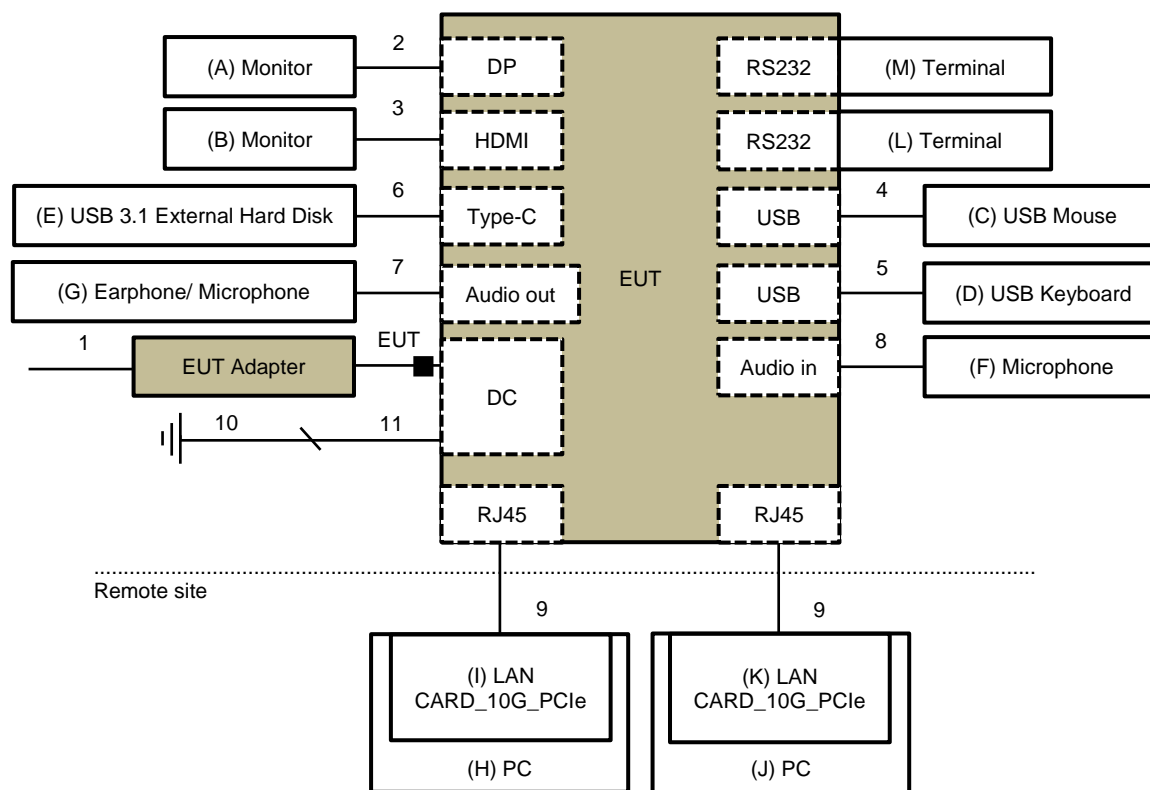 2
(A) Monitor
DP
RS232
(M) Terminal
3
(B) Monitor
HDMI
RS232
(L) Terminal
6
(E) USB 3.1 External Hard Disk
Type-C
USB
4
(C) USB Mouse
7
(G) Earphone/ Microphone
Audio out
EUT
USB
5
(D) USB Keyboard
1
EUT Adapter
EUT
DC
Audio in
8
(F) Microphone
10
11
RJ45
RJ45
Remote site
9
9
(I) LAN
CARD_10G_PCIe
(H) PC
(K) LAN
CARD_10G_PCIe
(J) PC